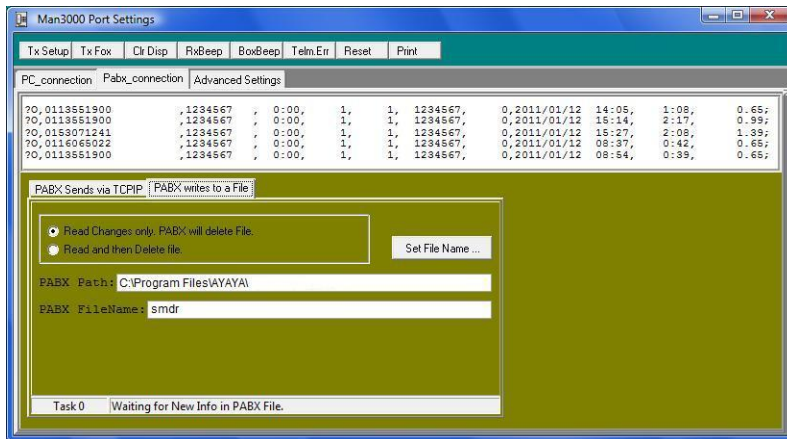 Man3000 Port Settings
Tx Setup Tx Fox Clr Disp RxBeep BoxBeep Telm.Err Reset Print
PC_connection Pabx_connection Advanced Settings
?0,0113551900 ,1234567 , 0:00, 1, 1, 1234567, 0,2011/01/12 14:05, 1:08, 0.65;
?0,0113551900 ,1234567 , 0:00, 1, 1, 1234567, 0,2011/01/12 15:14, 2:17, 0.99;
?0,0153071241 ,1234567 , 0:00, 1, 1, 1234567, 0,2011/01/12 15:27, 2:08, 1.39;
?0,0116065022 ,1234567 , 0:00, 1, 1, 1234567, 0,2011/01/12 08:37, 0:42, 0.65;
?0,0113551900 ,1234567 , 0:00, 1, 1, 1234567, 0,2011/01/12 08:54, 0:39, 0.65;
PABX Sends via TCPIP PABX writes to a File
Read Changes only. PABX will delete File.
Read and then Delete file.
Set File Name ...
PABX Path: C:\Program Files\AYAYA\
PABX FileName: smdr
Task 0 Waiting for New Info in PABX File.